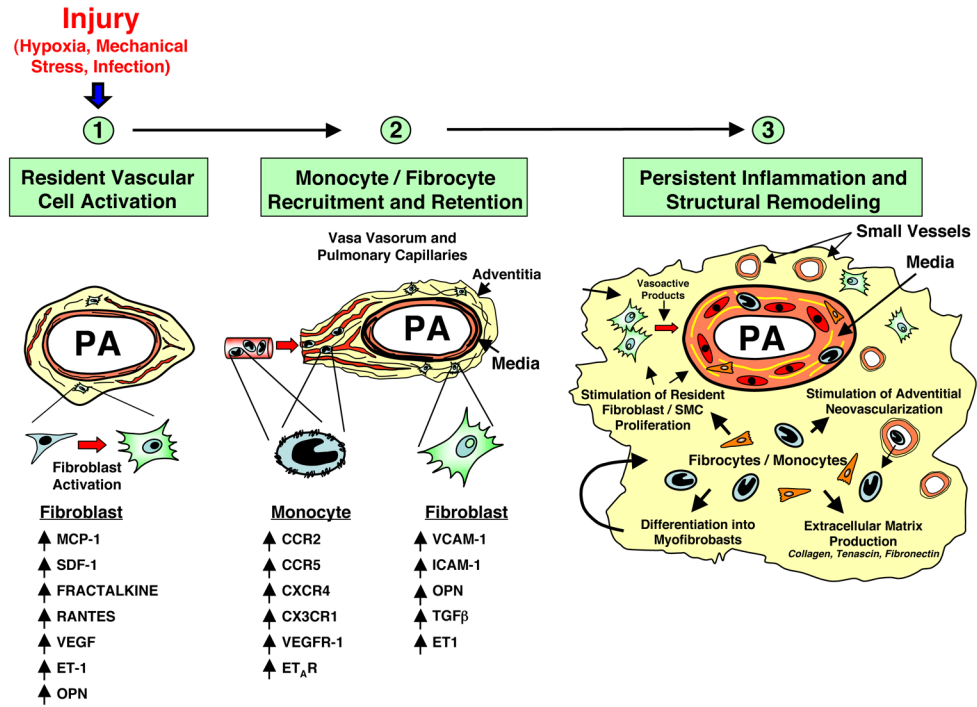 Injury
(Hypoxia, Mechanical
Stress, Infection)
1
2
3
Resident Vascular
Cell Activation
Monocyte / Fibrocyte
Recruitment and Retention
Persistent Inflammation and
Structural Remodeling
Vasa Vasorum and
Pulmonary Capillaries
Adventitia
PA
PA
Media
Small Vessels
Media
Vasoactive
Products
PA
Stimulation of Resident
Fibroblast / SMC
Proliferation
Stimulation of Adventitial
Neovascularization
Fibrocytes / Monocytes
Differentiation into
Myofibrobasts
Extracellular Matrix
Production
Collagen, Tenascin, Fibronectin
Fibroblast
Activation
Fibroblast
MCP-1
SDF-1
FRACTALKINE
RANTES
VEGF
ET-1
OPN
Monocyte
CCR2
CCR5
CXCR4
CX3CR1
VEGFR-1
ETAR
Fibroblast
VCAM-1
ICAM-1
OPN
TGFβ
ET1